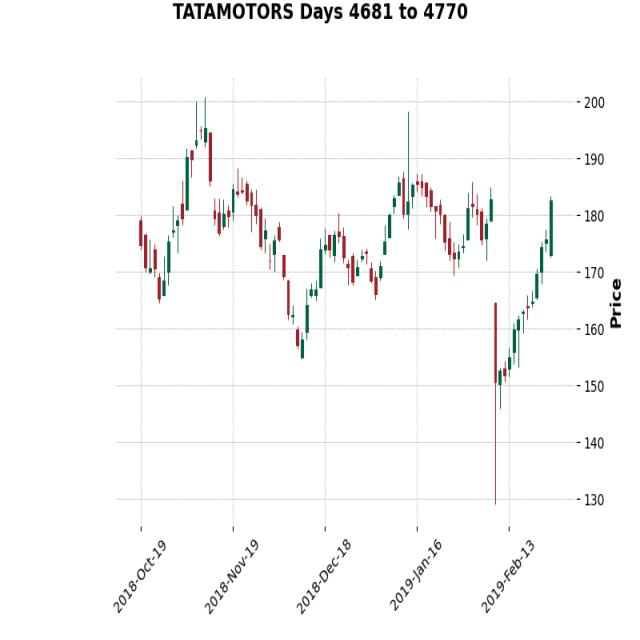 TATAMOTORS Days 4681 to 4770
200
190
180
170
160
150
140
130
Price
2018-Oct-19
2018-Nov-19
2018-Dec-18
2019-Jan-16
2019-Feb-13